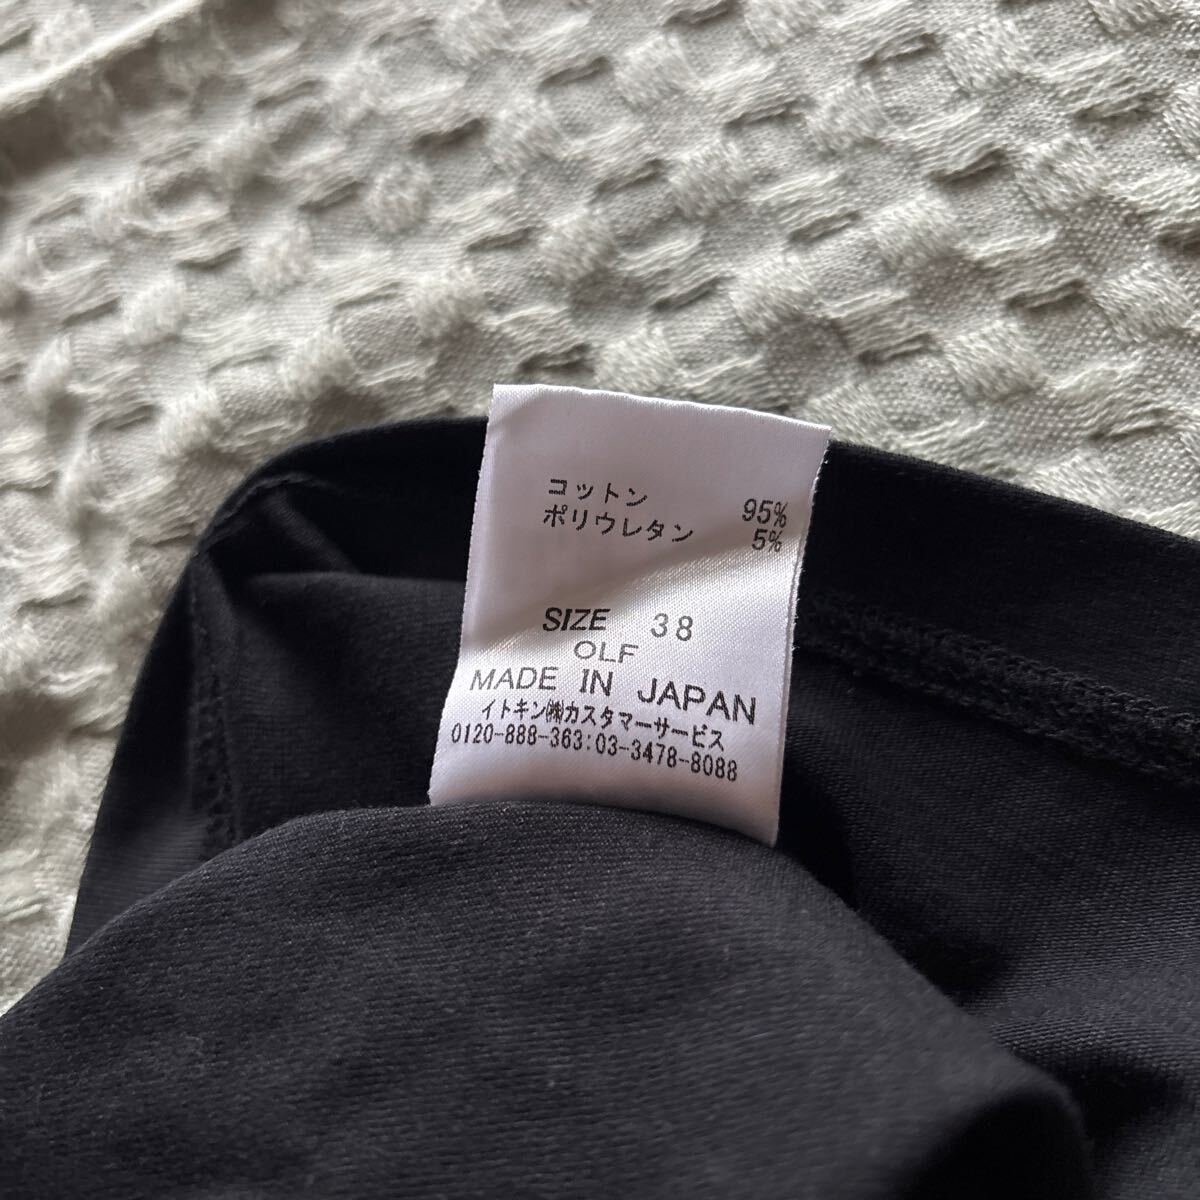 コットン 95%
ポリウレタン 5%
SIZE 38
OLF
MADE IN JAPAN
イトキン㈱カスタマーサービス
0120-888-363:03-3478-8088